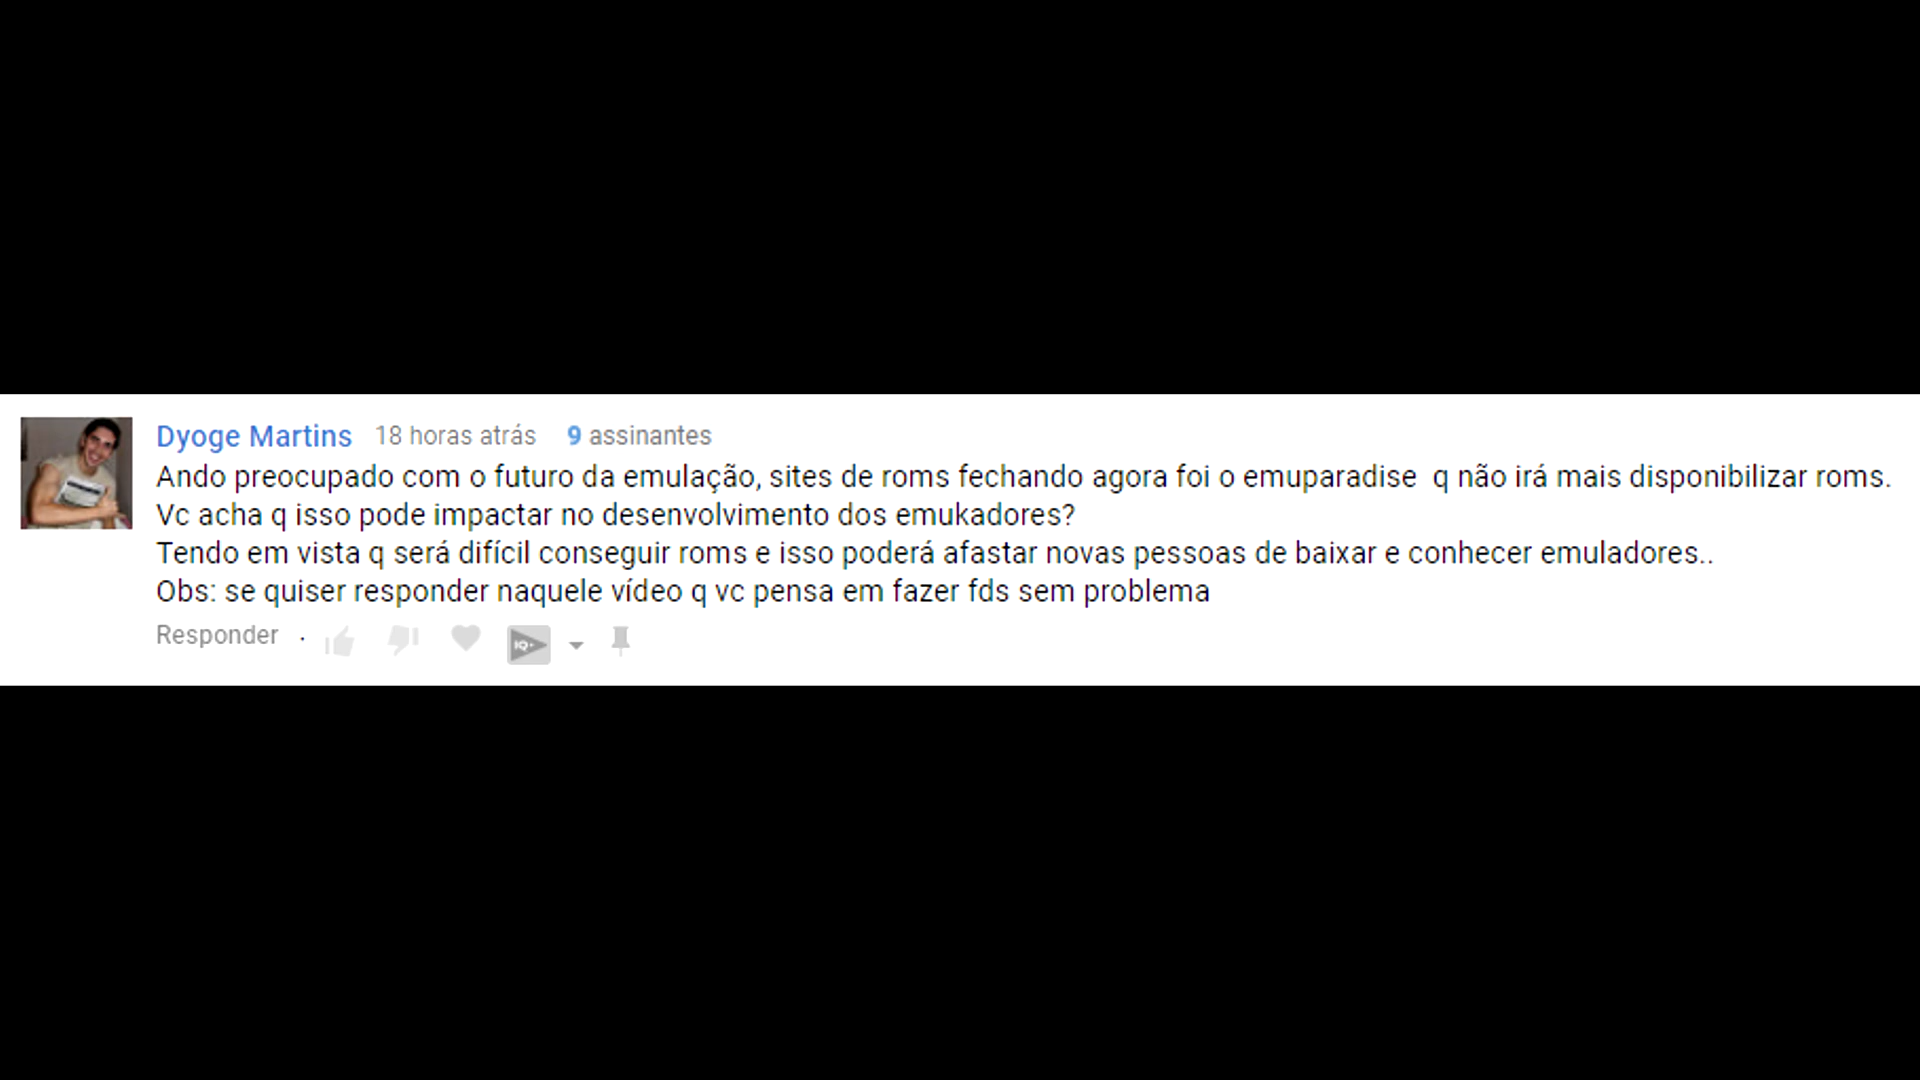 Dyoge Martins 18 horas atrás 9 assinantes
Ando preocupado com o futuro da emulação, sites de roms fechando agora foi o emuparadise  q não irá mais disponibilizar roms.
Vc acha q isso pode impactar no desenvolvimento dos emukadores?
Tendo em vista q será difícil conseguir roms e isso poderá afastar novas pessoas de baixar e conhecer emuladores..
Obs: se quiser responder naquele vídeo q vc pensa em fazer fds sem problema
Responder · IQ+